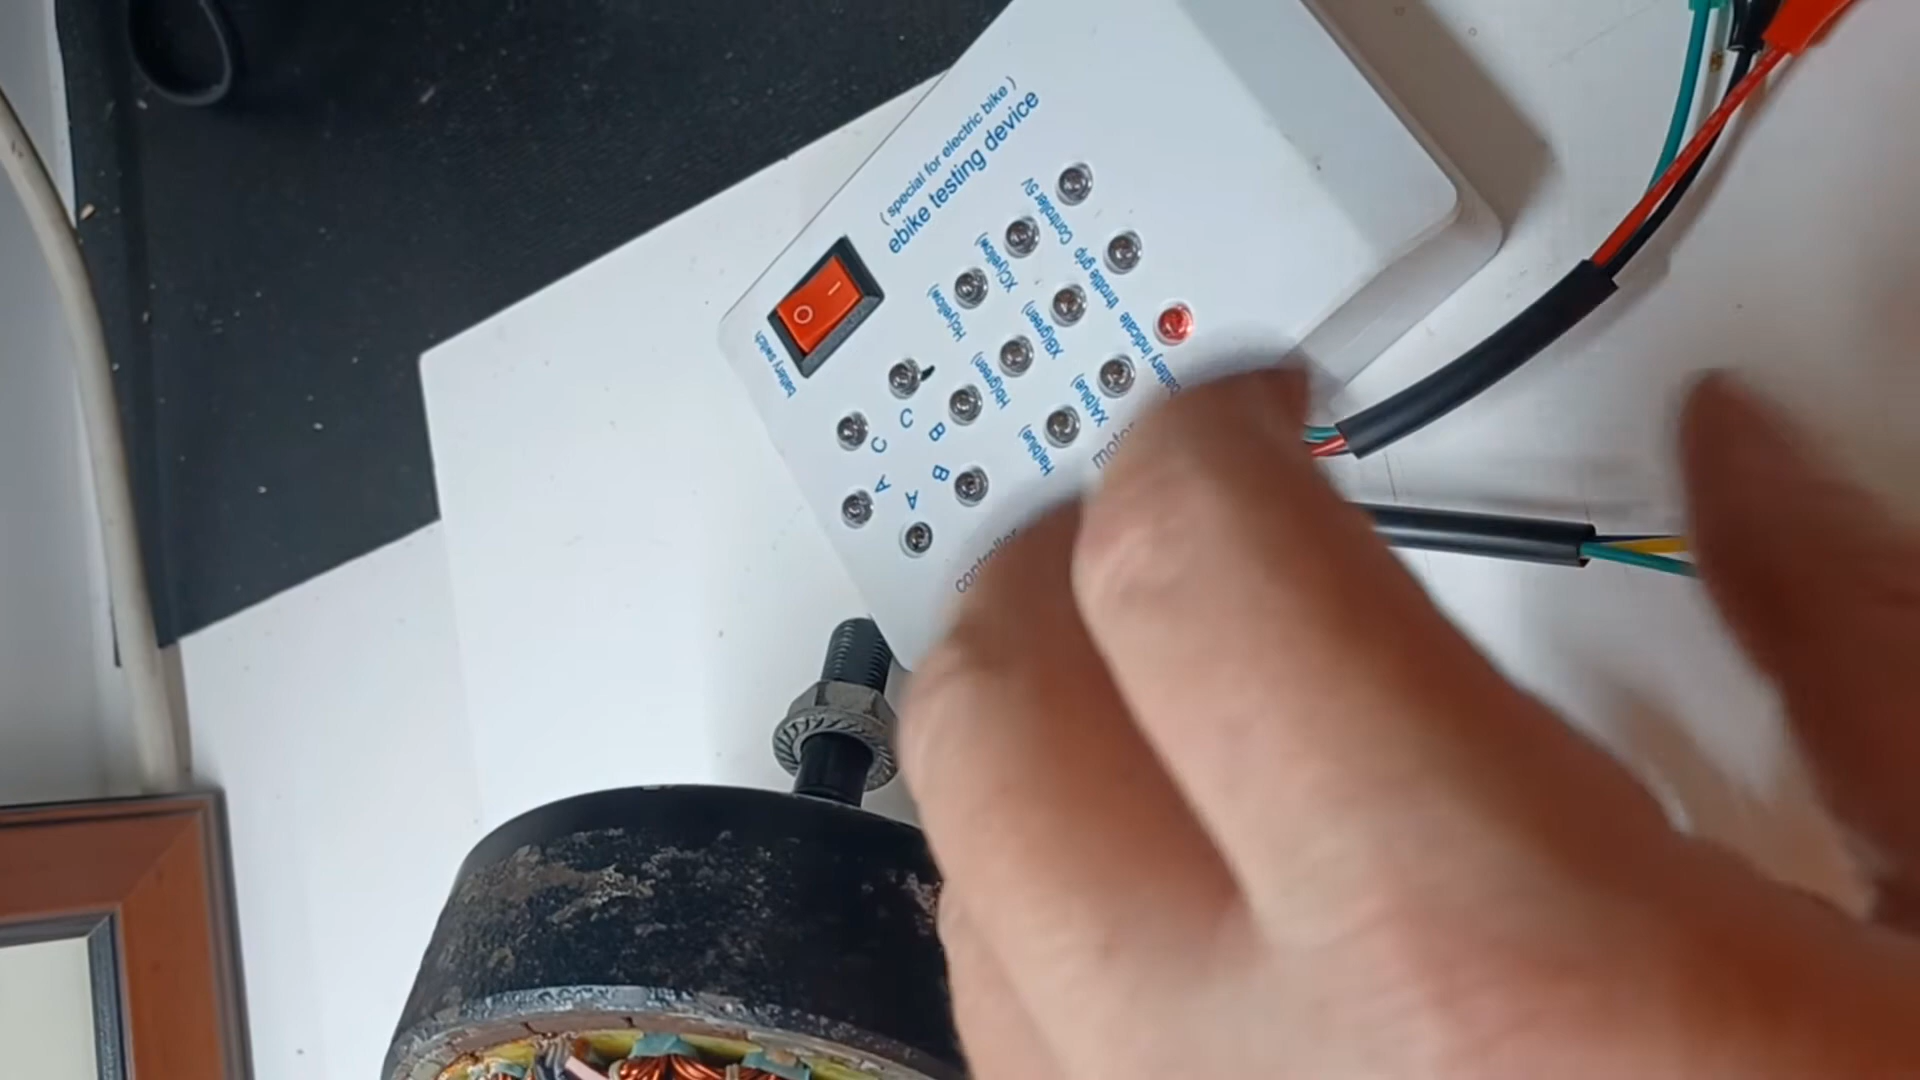 ( special for electric bike )
ebike testing device
battery switch
Controller 5V
throttle grip
battery indicate
XC(yellow)
XB(green)
XA(blue)
Hc(yellow)
Hb(green)
Ha(blue)
C
B
C
A
A
B
controller